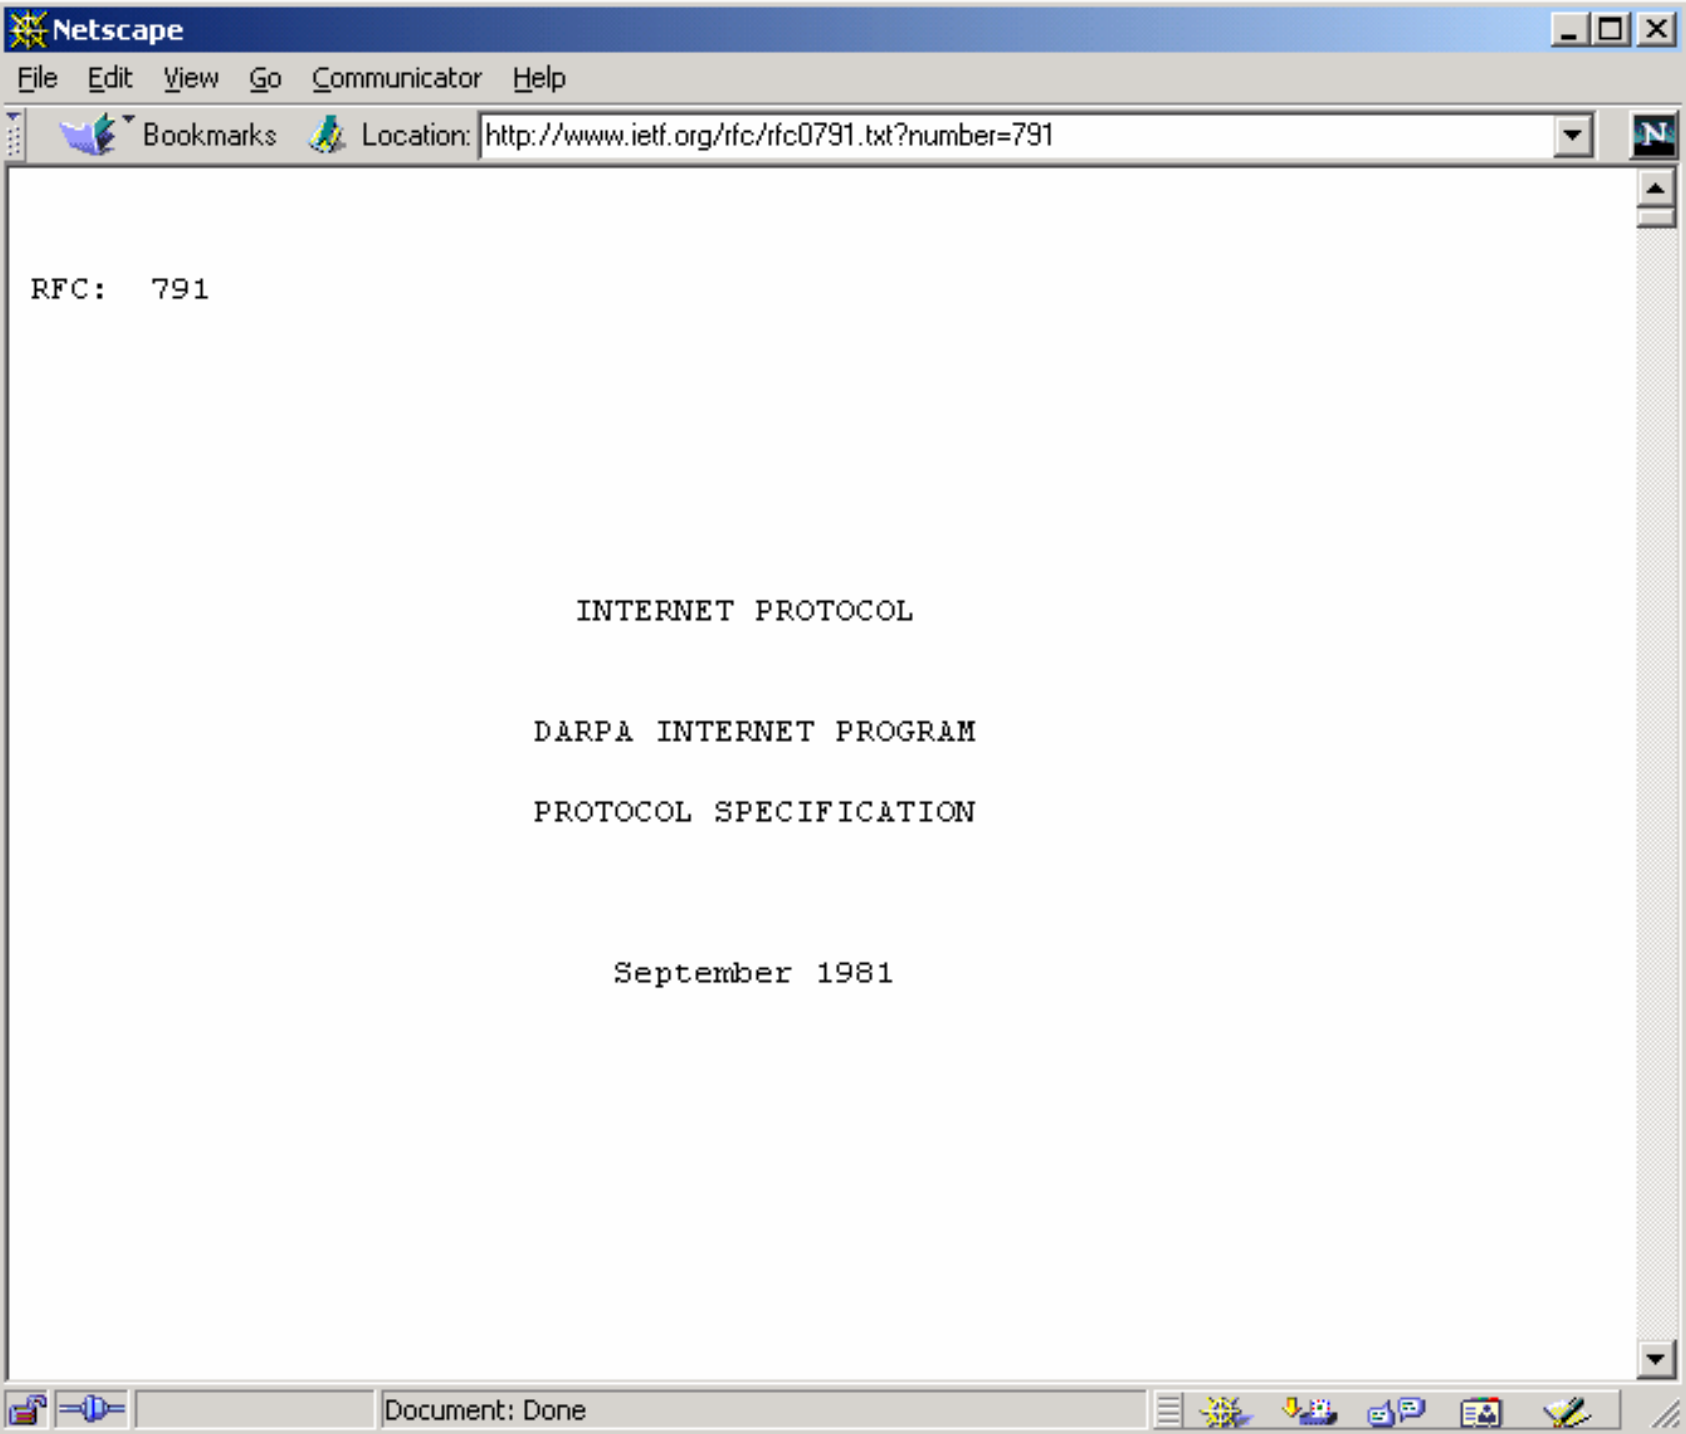 Netscape
File Edit View Go Communicator Help
Bookmarks Location: http://www.ietf.org/rfc/rfc0791.txt?number=791 N
RFC: 791
INTERNET PROTOCOL
DARPA INTERNET PROGRAM
PROTOCOL SPECIFICATION
September 1981
Document: Done